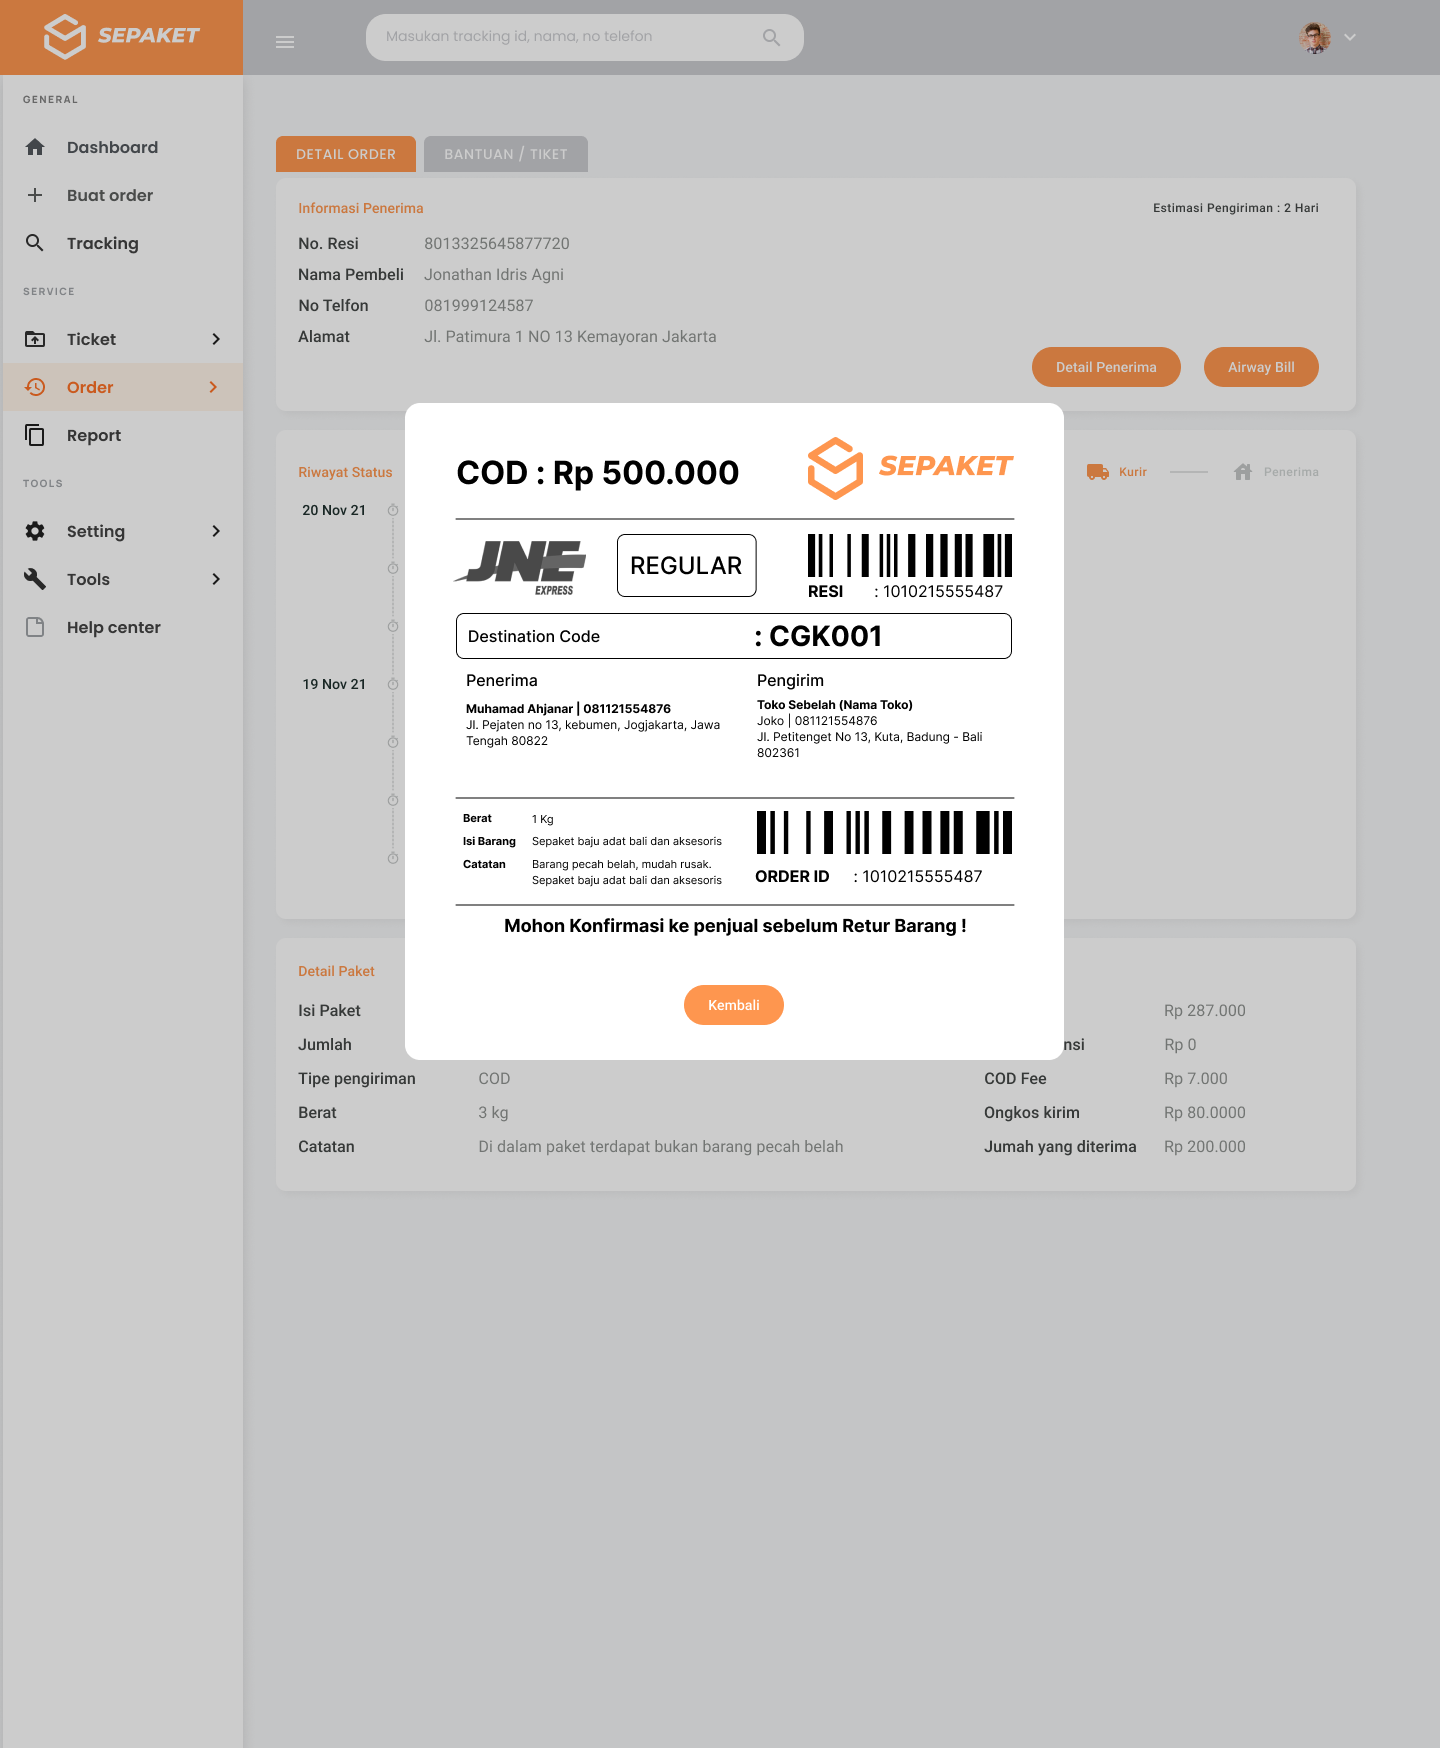 SEPAKET
Masukan tracking id, nama, no telefon
GENERAL
Dashboard
Buat order
Tracking
SERVICE
Ticket
Order
Report
TOOLS
Setting
Tools
Help center
DETAIL ORDER
BANTUAN / TIKET
Informasi Penerima
Estimasi Pengiriman : 2 Hari
No. Resi 8013325645877720
Nama Pembeli Jonathan Idris Agni
No Telfon 081999124587
Alamat Jl. Patimura 1 NO 13 Kemayoran Jakarta
Detail Penerima
Airway Bill
Riwayat Status
Kurir
Penerima
20 Nov 21
19 Nov 21
COD : Rp 500.000
SEPAKET
JNE
EXPRESS
REGULAR
RESI : 1010215555487
Destination Code : CGK001
Penerima
Muhamad Ahjanar | 081121554876
Jl. Pejaten no 13, kebumen, Jogjakarta, Jawa
Tengah 80822
Pengirim
Toko Sebelah (Nama Toko)
Joko | 081121554876
Jl. Petitenget No 13, Kuta, Badung - Bali
802361
Berat 1 Kg
Isi Barang Sepaket baju adat bali dan aksesoris
Catatan Barang pecah belah, mudah rusak.
Sepaket baju adat bali dan aksesoris
ORDER ID : 1010215555487
Mohon Konfirmasi ke penjual sebelum Retur Barang !
Kembali
Detail Paket
Isi Paket
Jumlah
Tipe pengiriman COD
Berat 3 kg
Catatan Di dalam paket terdapat bukan barang pecah belah
Rp 287.000
nsi Rp 0
COD Fee Rp 7.000
Ongkos kirim Rp 80.0000
Jumah yang diterima Rp 200.000